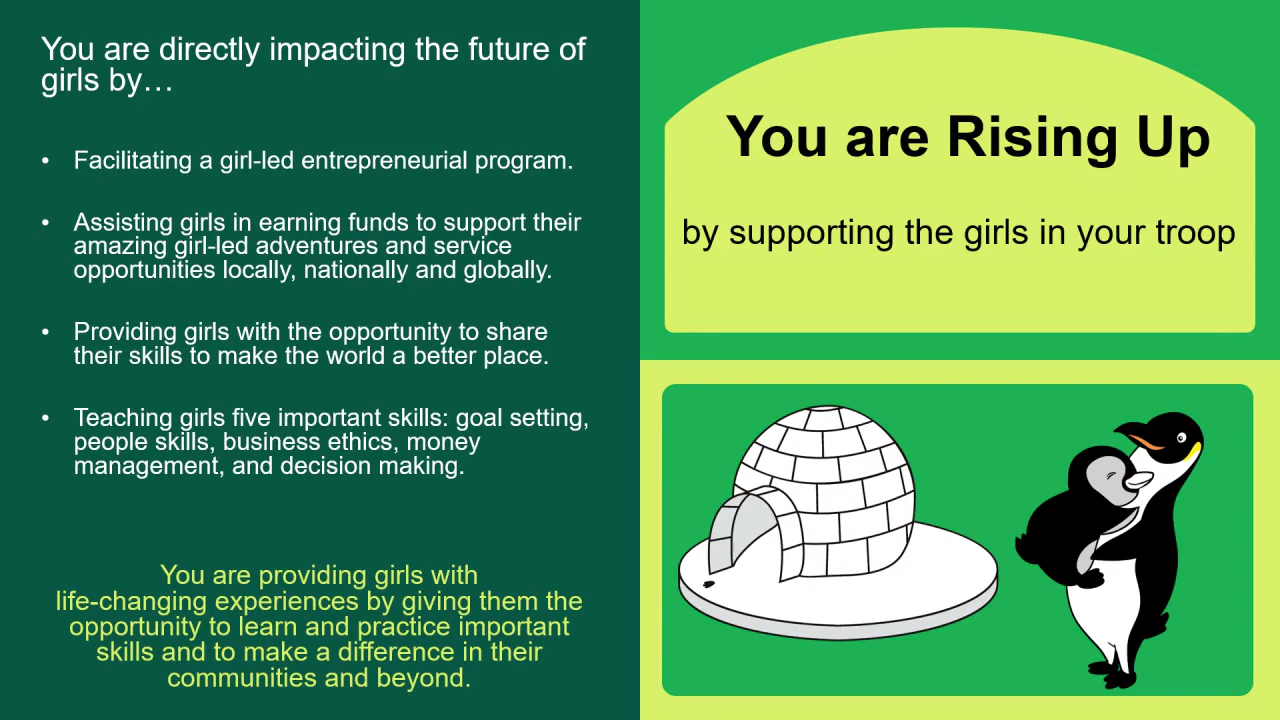 You are directly impacting the future of
girls by…
• Facilitating a girl-led entrepreneurial program.
• Assisting girls in earning funds to support their
amazing girl-led adventures and service
opportunities locally, nationally and globally.
• Providing girls with the opportunity to share
their skills to make the world a better place.
• Teaching girls five important skills: goal setting,
people skills, business ethics, money
management, and decision making.
You are providing girls with
life-changing experiences by giving them the
opportunity to learn and practice important
skills and to make a difference in their
communities and beyond.
You are Rising Up
by supporting the girls in your troop